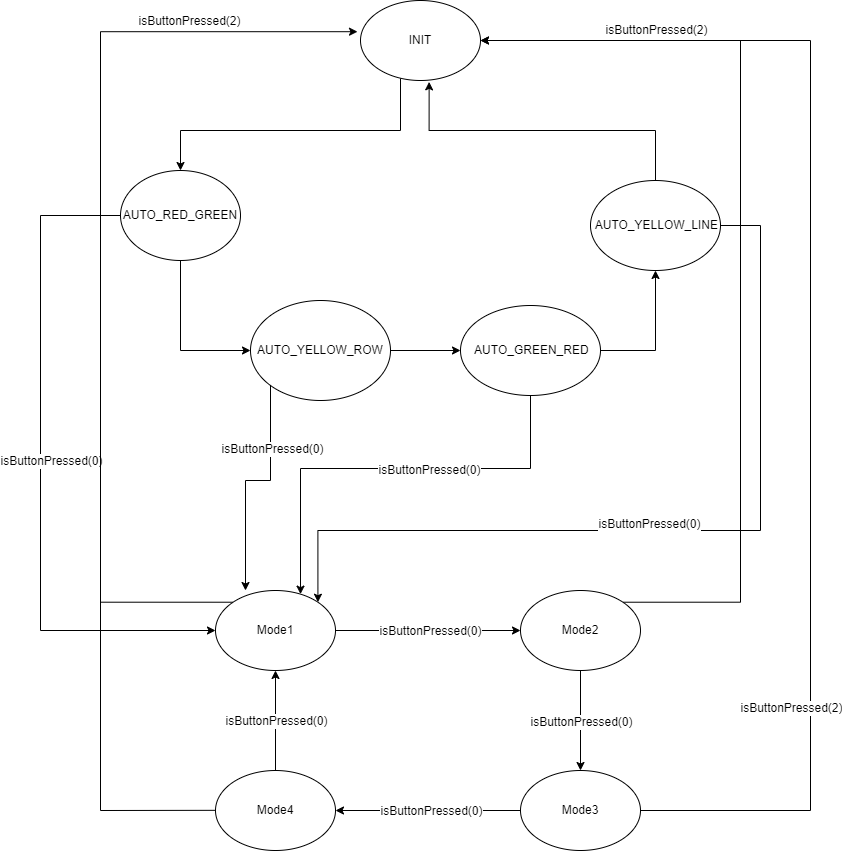 isButtonPressed(2)
isButtonPressed(2)
INIT
AUTO_RED_GREEN
AUTO_YELLOW_LINE
AUTO_YELLOW_ROW
AUTO_GREEN_RED
isButtonPressed(0)
isButtonPressed(0)
isButtonPressed(0)
isButtonPressed(0)
Mode1
isButtonPressed(0)
Mode2
isButtonPressed(0)
isButtonPressed(0)
isButtonPressed(2)
Mode4
isButtonPressed(0)
Mode3